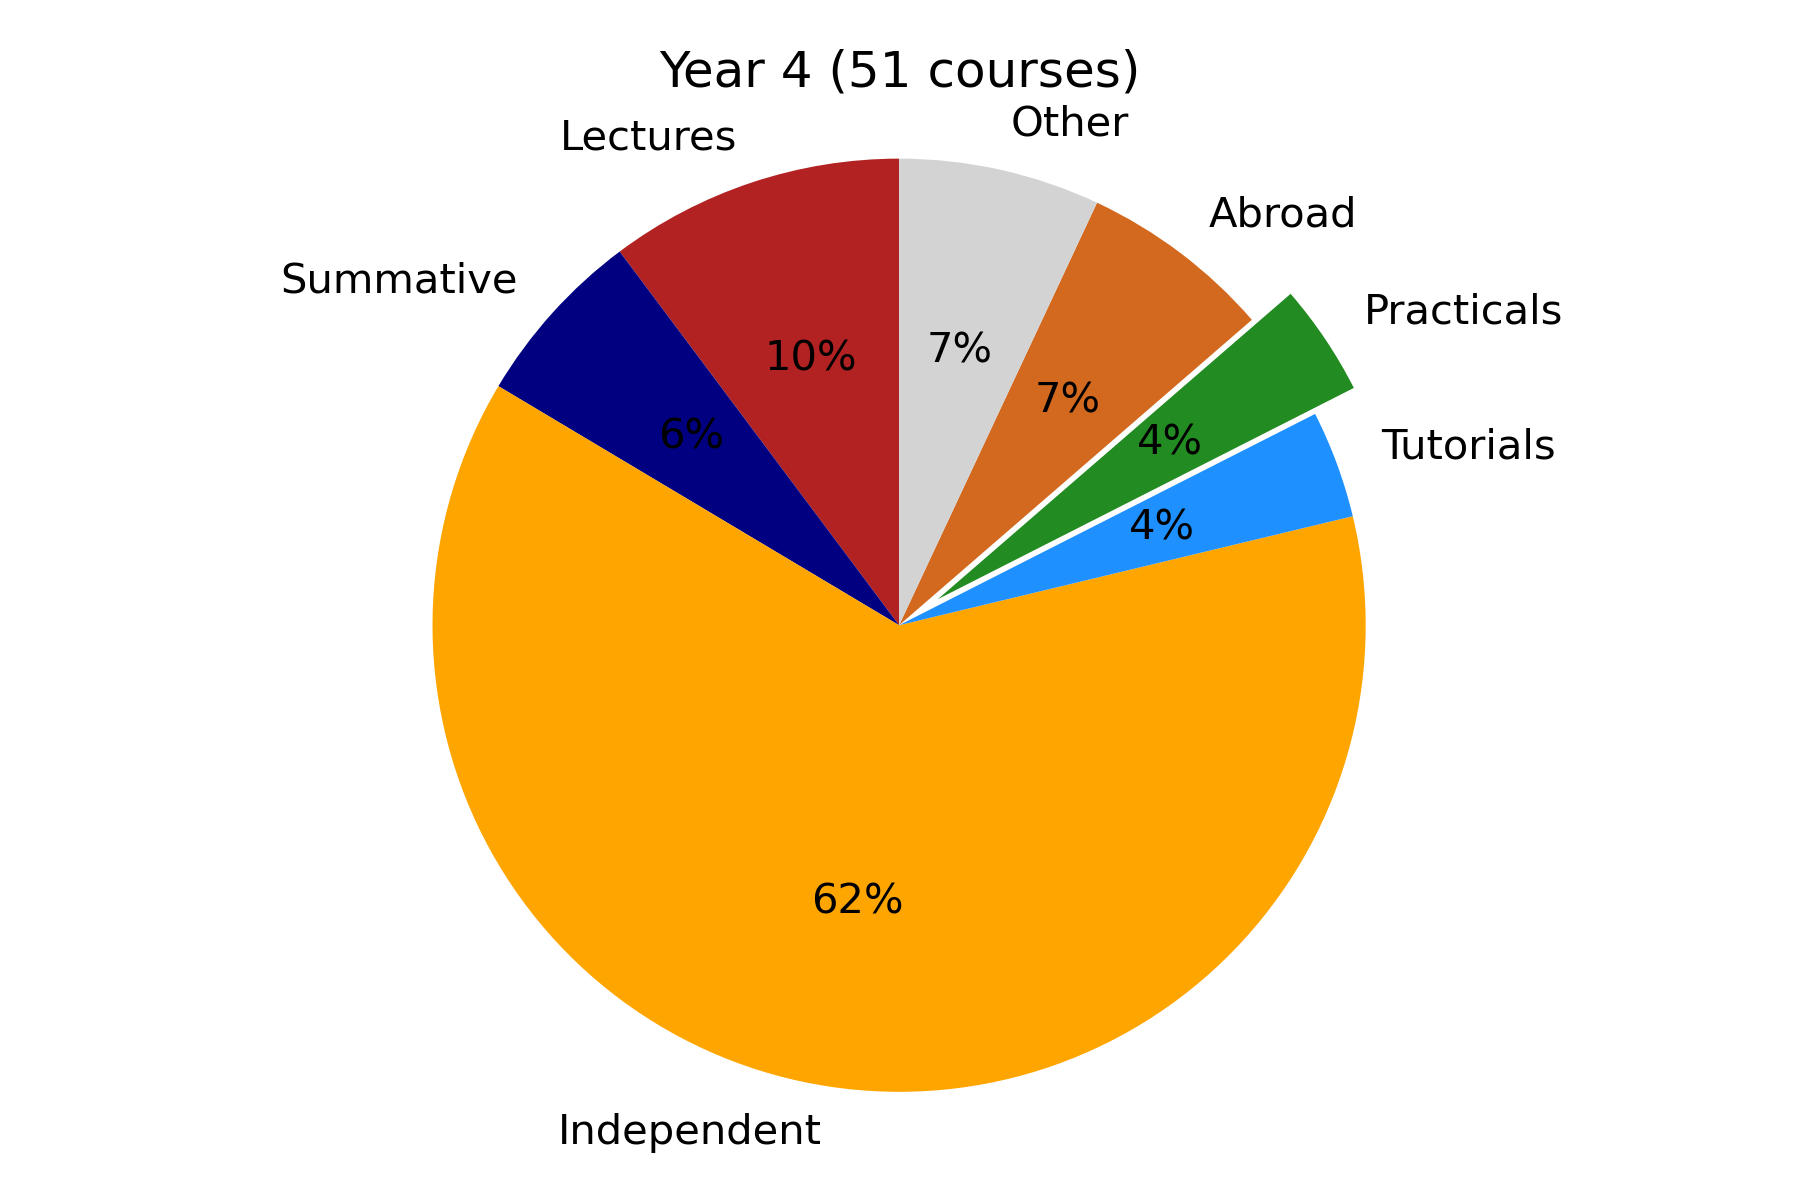 Year 4 (51 courses)
Other
Lectures
Abroad
Summative
Practicals
7%
10%
7%
6%
4%
Tutorials
4%
62%
Independent